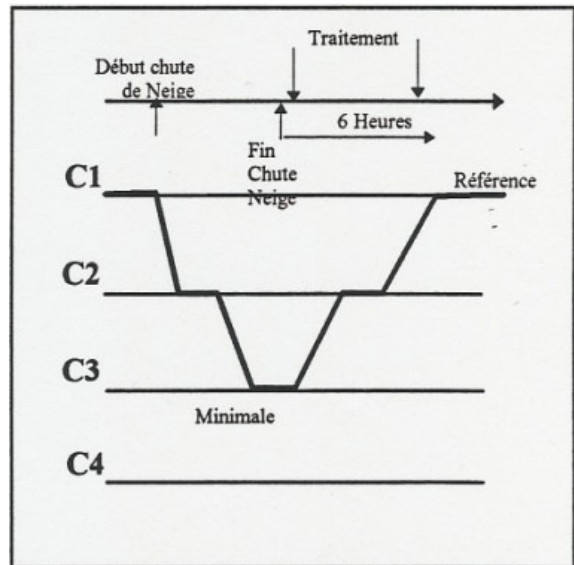 Traitement
Début chute
de Neige
6 Heures
Fin
Chute
Neige
C1
Référence
C2
C3
Minimale
C4